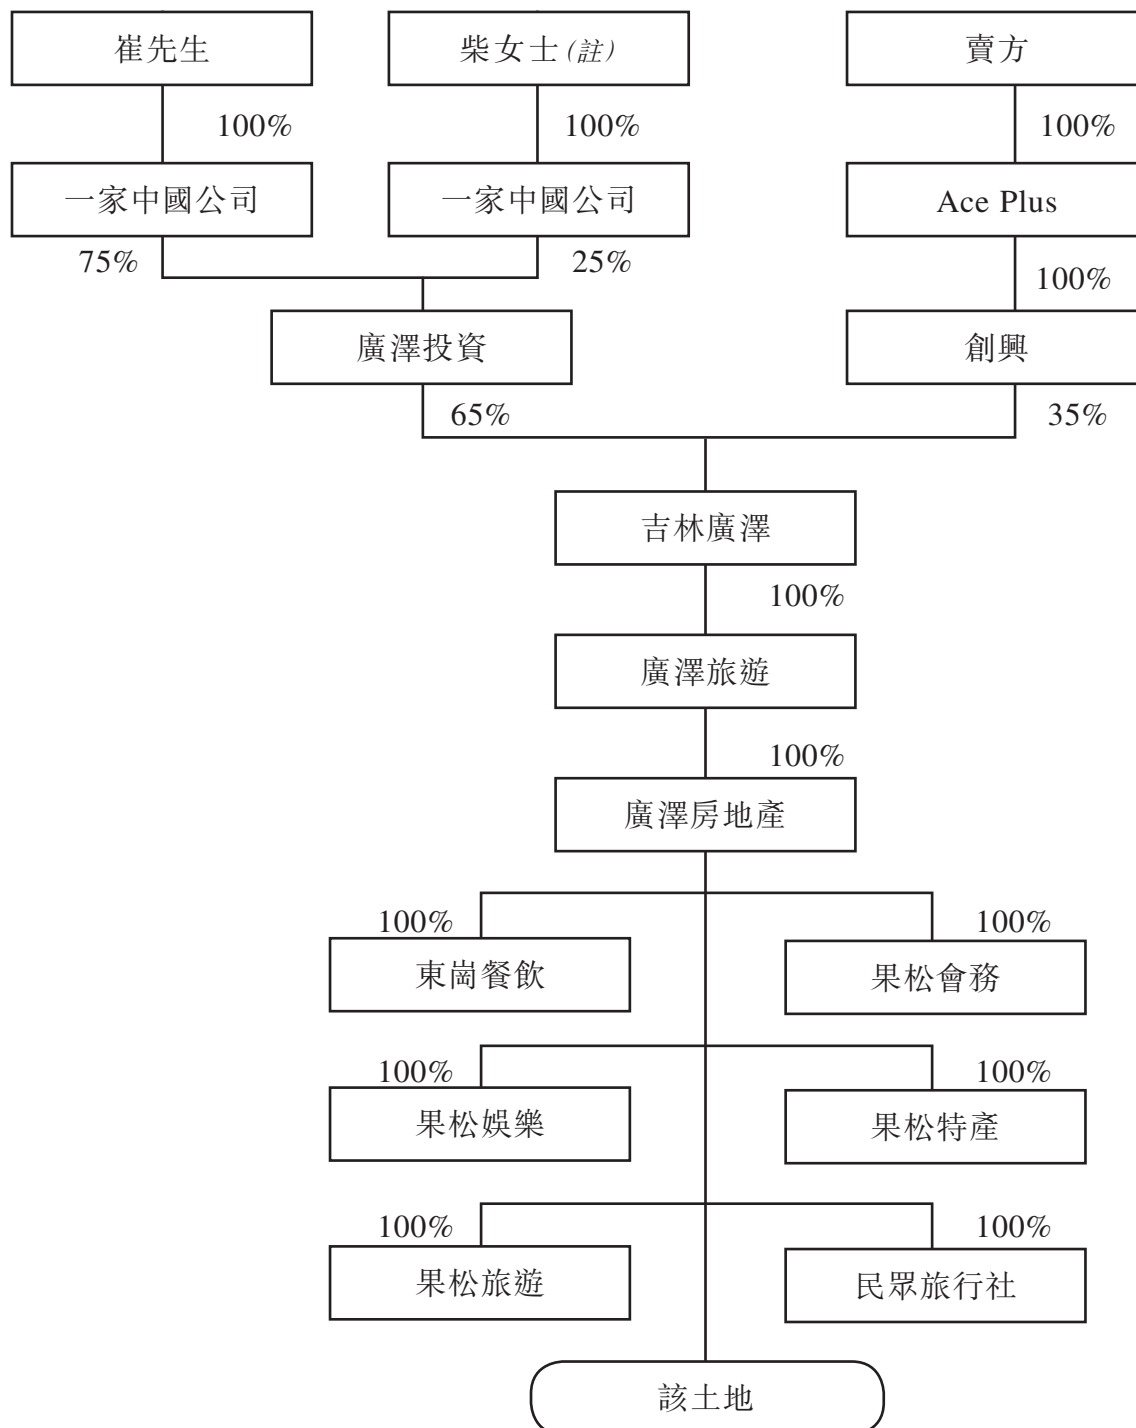 崔先生
柴女士(註)
賣方
100%
100%
100%
一家中國公司
一家中國公司
Ace Plus
75%
25%
100%
廣澤投資
創興
65%
35%
吉林廣澤
100%
廣澤旅遊
100%
廣澤房地產
100%
100%
東崗餐飲
果松會務
100%
100%
果松娛樂
果松特產
100%
100%
果松旅遊
民眾旅行社
該土地